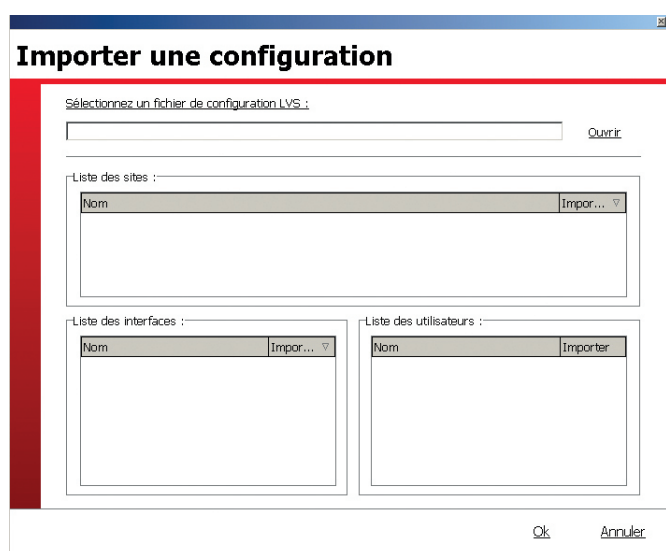 Importer une configuration
Sélectionnez un fichier de configuration LVS :
Ouvrir
Liste des sites :
Nom Impor...
Liste des interfaces :
Nom Impor...
Liste des utilisateurs :
Nom Importer
Ok Annuler